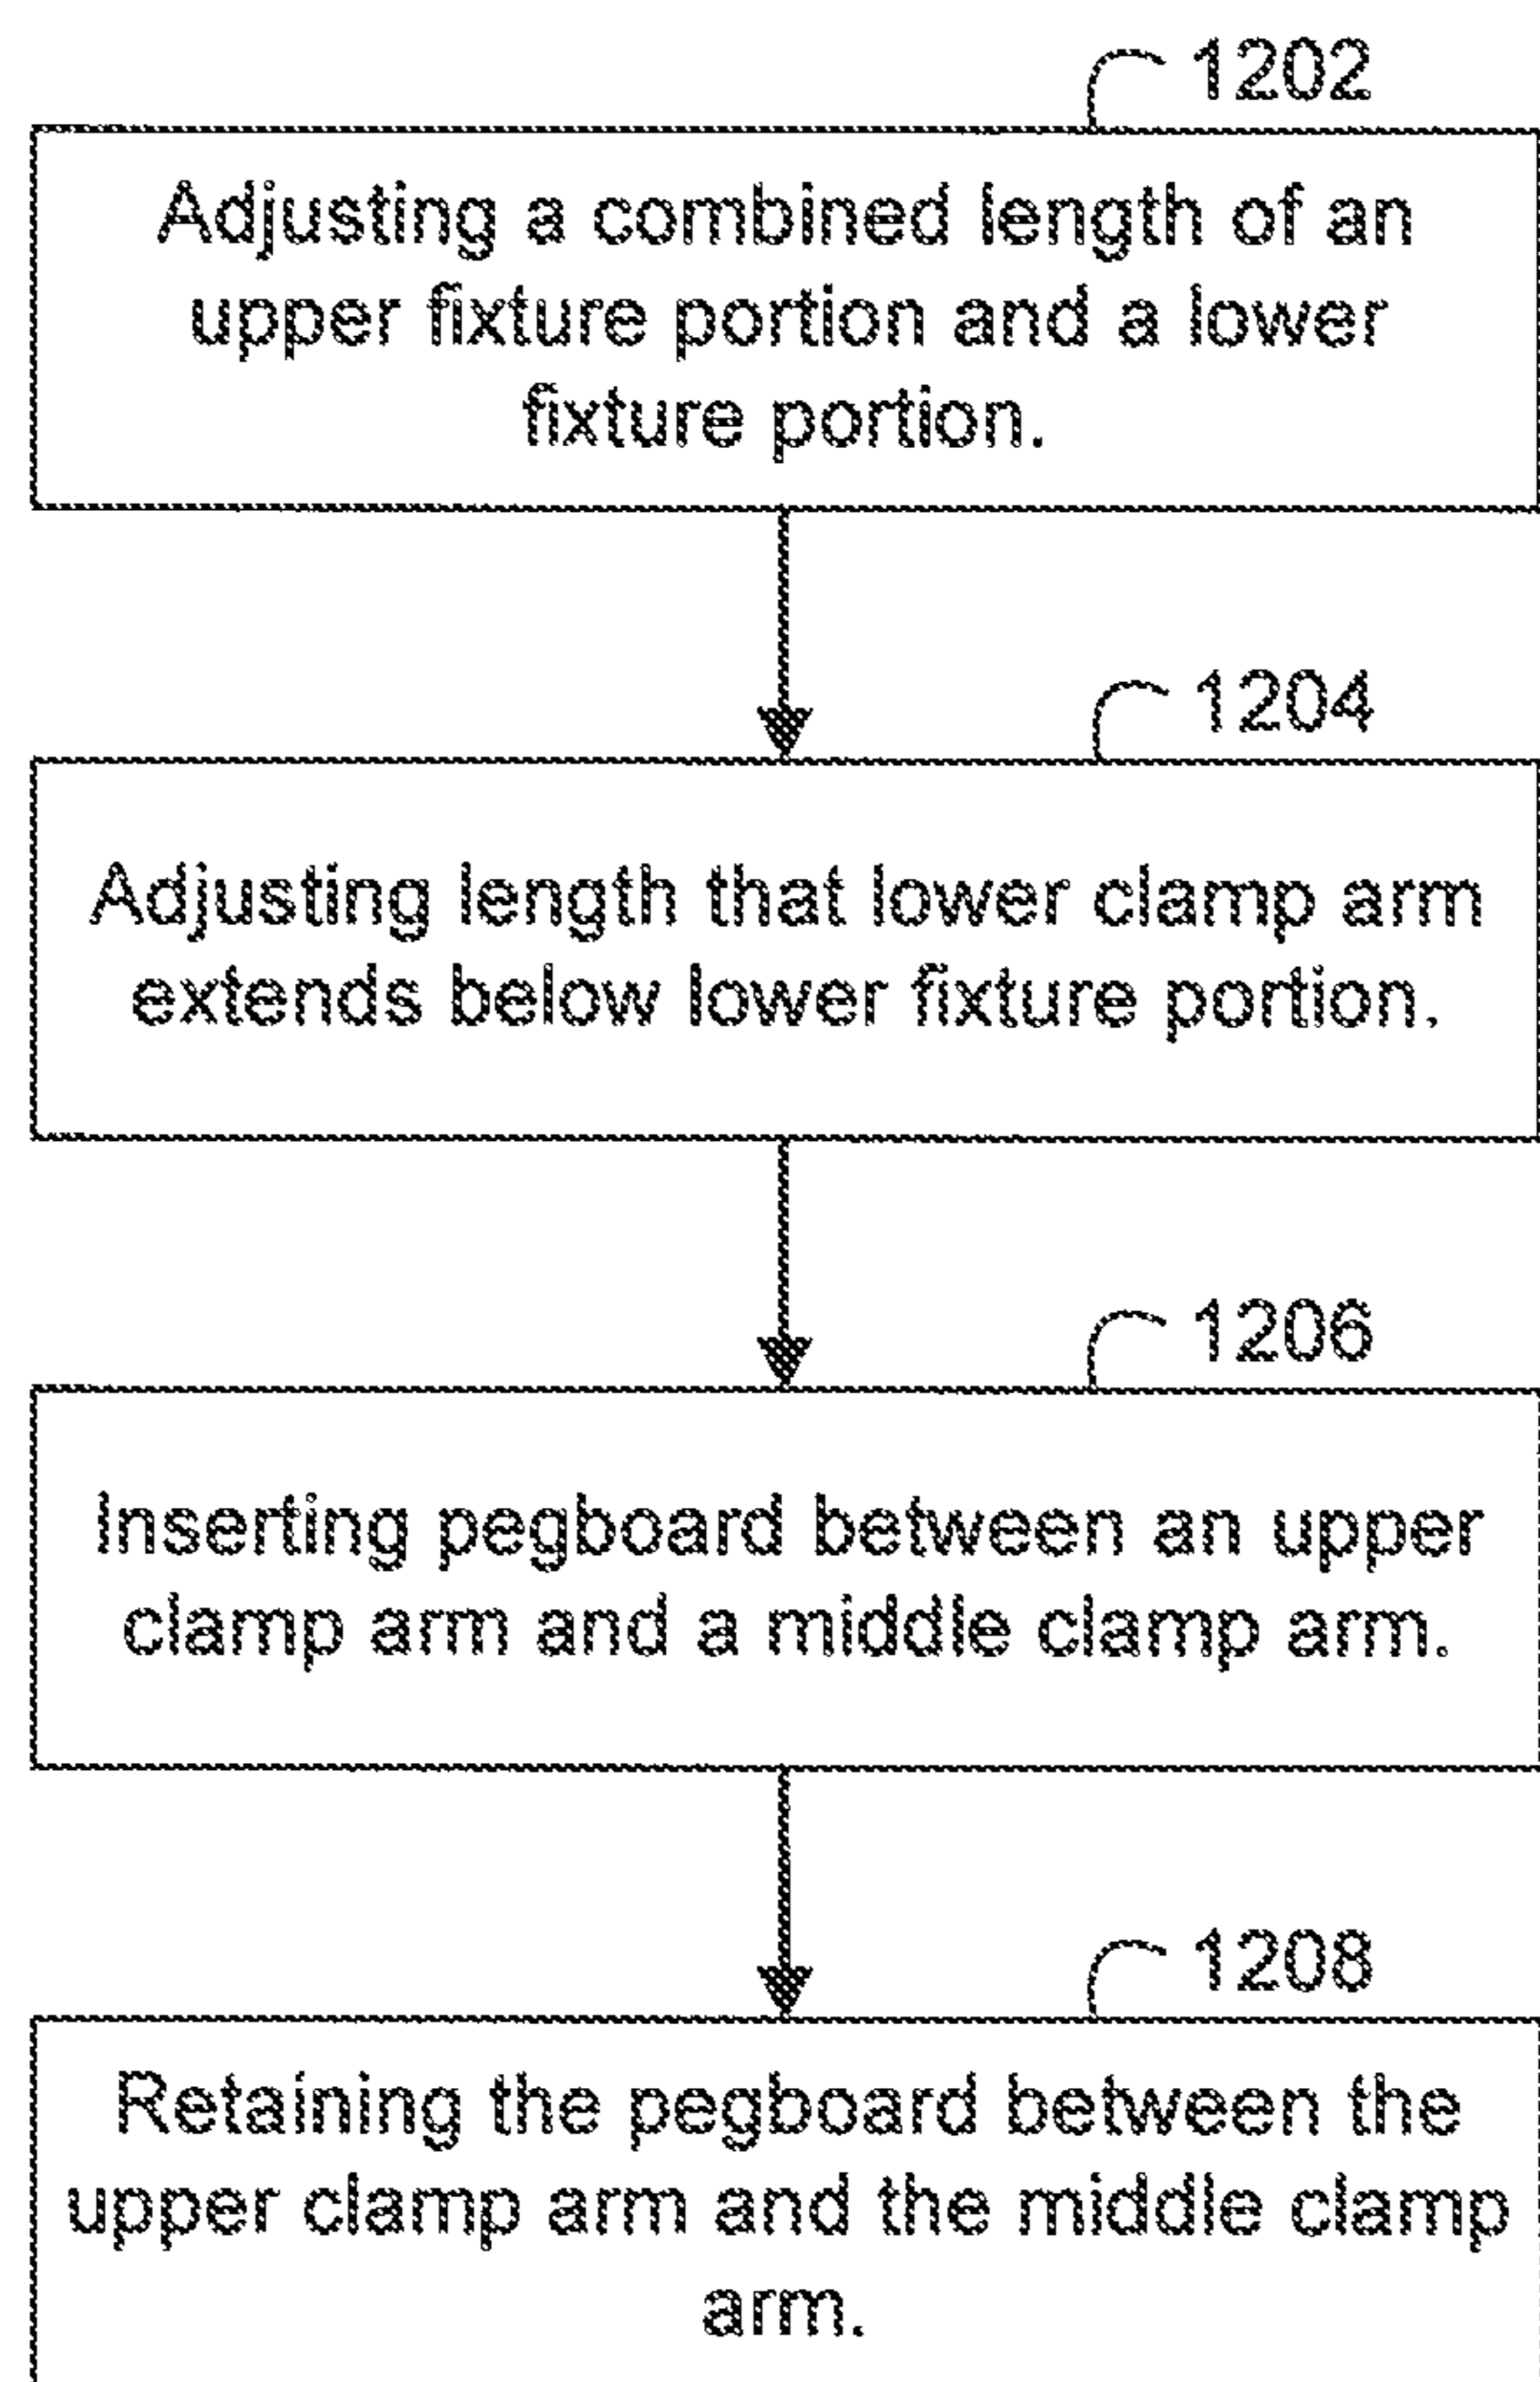 1202
Adjusting a combined length of an
upper fixture portion and a lower
fixture portion.
1204
Adjusting length that lower clamp arm
extends below lower fixture portion.
1206
Inserting pegboard between an upper
clamp arm and a middle clamp arm.
1208
Retaining the pegboard between the
upper clamp arm and the middle clamp
arm.